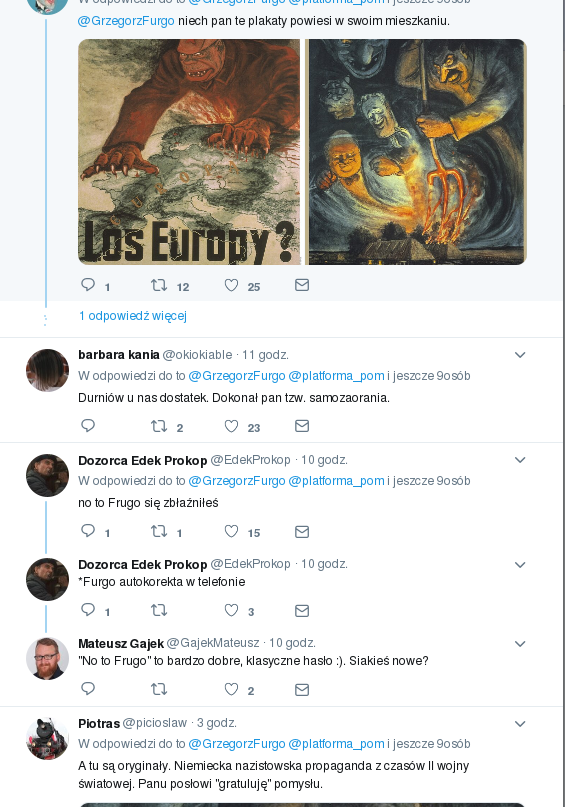 W odpowiedzi do to @GrzegorzFurgo @platforma_pom i jeszcze 9osób
@GrzegorzFurgo niech pan te plakaty powiesi w swoim mieszkaniu.
EUROPA
Los Europy?
1 12 25
1 odpowiedź więcej
barbara kania @okiokiable · 11 godz.
W odpowiedzi do to @GrzegorzFurgo @platforma_pom i jeszcze 9osób
Durniów u nas dostatek. Dokonał pan tzw. samozaorania.
2 23
Dozorca Edek Prokop @EdekProkop · 10 godz.
W odpowiedzi do to @GrzegorzFurgo @platforma_pom i jeszcze 9osób
no to Frugo się zbłaźniłeś
1 1 15
Dozorca Edek Prokop @EdekProkop · 10 godz.
*Furgo autokorekta w telefonie
1 3
Mateusz Gajek @GajekMateusz · 10 godz.
"No to Frugo" to bardzo dobre, klasyczne hasło :). Siakieś nowe?
2
Piotras @picioslaw · 3 godz.
W odpowiedzi do to @GrzegorzFurgo @platforma_pom i jeszcze 9osób
A tu są oryginały. Niemiecka nazistowska propaganda z czasów II wojny
światowej. Panu posłowi "gratuluję" pomysłu.